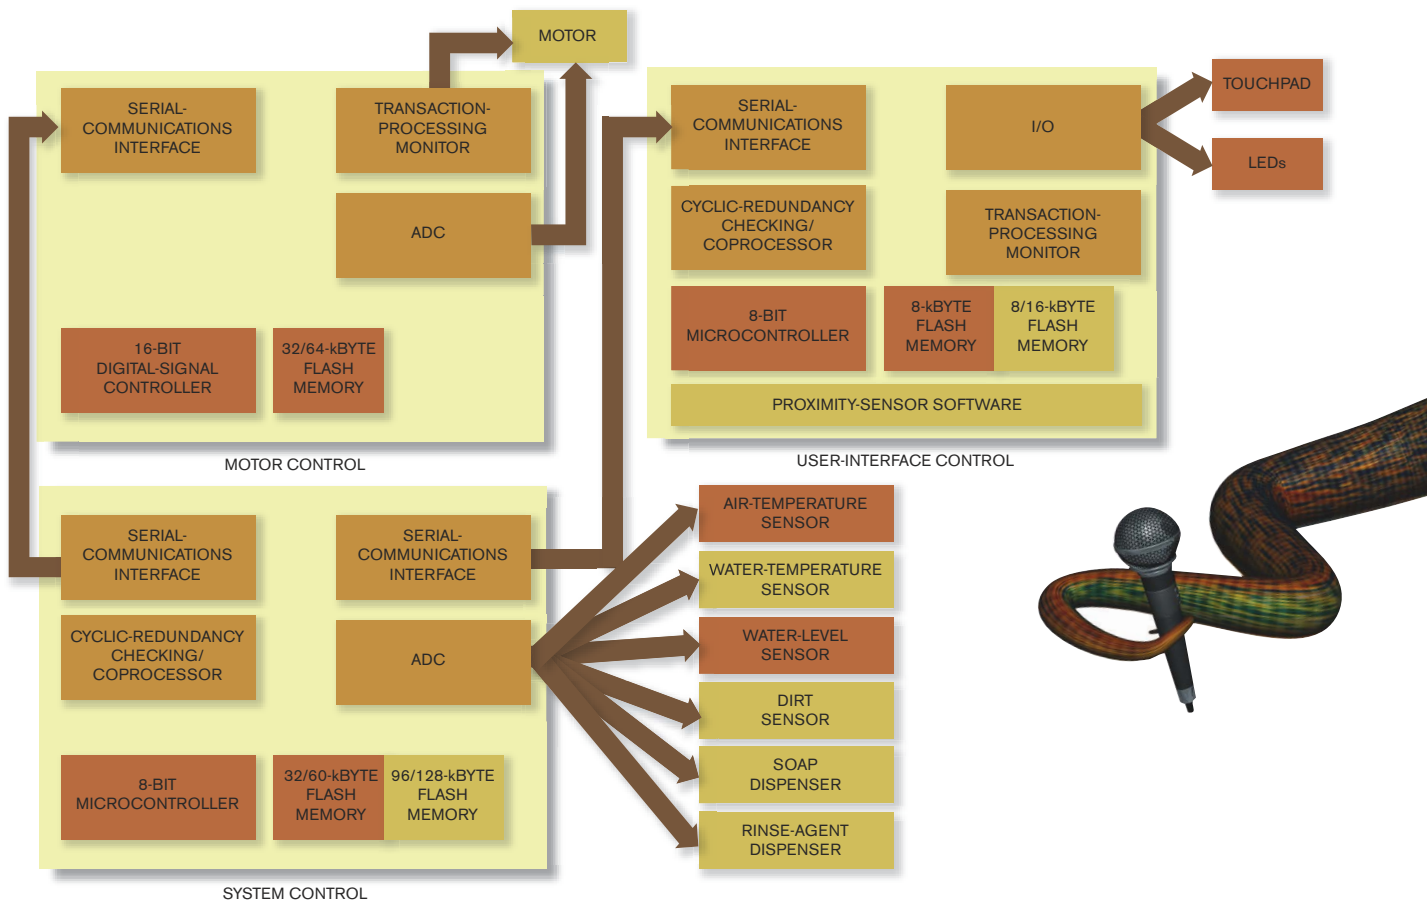 MOTOR
SERIAL-
COMMUNICATIONS
INTERFACE
TRANSACTION-
PROCESSING
MONITOR
ADC
16-BIT
DIGITAL-SIGNAL
CONTROLLER
32/64-kBYTE
FLASH
MEMORY
MOTOR CONTROL
SERIAL-
COMMUNICATIONS
INTERFACE
I/O
TOUCHPAD
LEDs
CYCLIC-REDUNDANCY
CHECKING/
COPROCESSOR
TRANSACTION-
PROCESSING
MONITOR
8-BIT
MICROCONTROLLER
8-kBYTE
FLASH
MEMORY
8/16-kBYTE
FLASH
MEMORY
PROXIMITY-SENSOR SOFTWARE
USER-INTERFACE CONTROL
SERIAL-
COMMUNICATIONS
INTERFACE
SERIAL-
COMMUNICATIONS
INTERFACE
CYCLIC-REDUNDANCY
CHECKING/
COPROCESSOR
ADC
8-BIT
MICROCONTROLLER
32/60-kBYTE
FLASH
MEMORY
96/128-kBYTE
FLASH
MEMORY
SYSTEM CONTROL
AIR-TEMPERATURE
SENSOR
WATER-TEMPERATURE
SENSOR
WATER-LEVEL
SENSOR
DIRT
SENSOR
SOAP
DISPENSER
RINSE-AGENT
DISPENSER